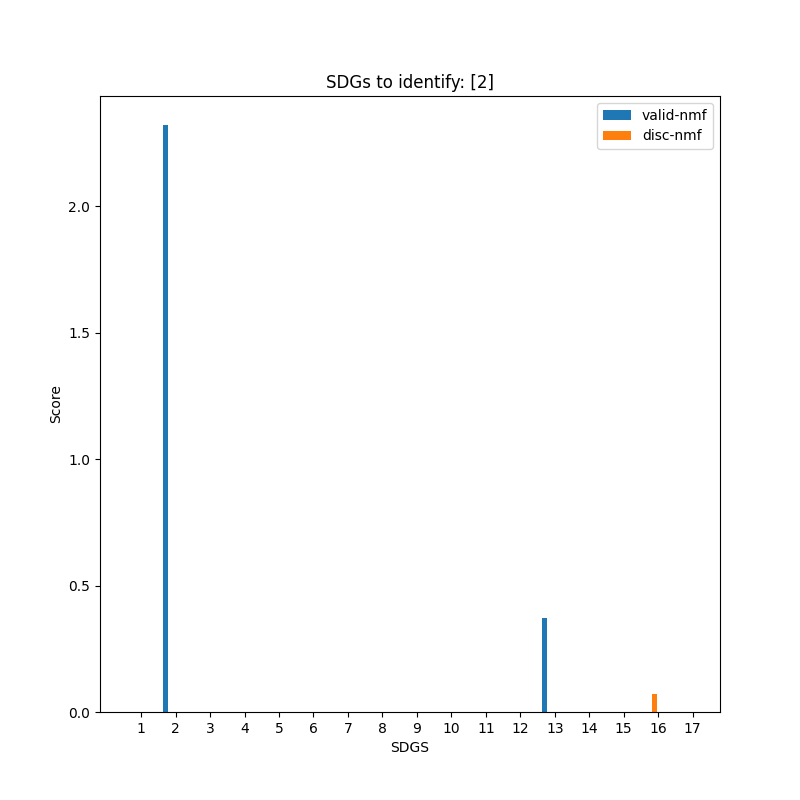 SDGs to identify: [2]
valid-nmf
disc-nmf
2.0
1.5
1.0
0.5
0.0
Score
1 2 3 4 5 6 7 8 9 10 11 12 13 14 15 16 17
SDGS